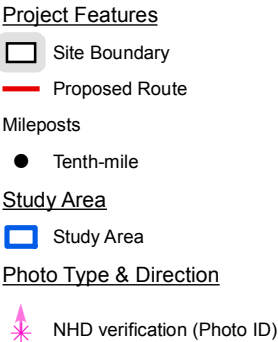 Project Features
Site Boundary
Proposed Route
Mileposts
Tenth-mile
Study Area
Study Area
Photo Type & Direction
NHD verification (Photo ID)